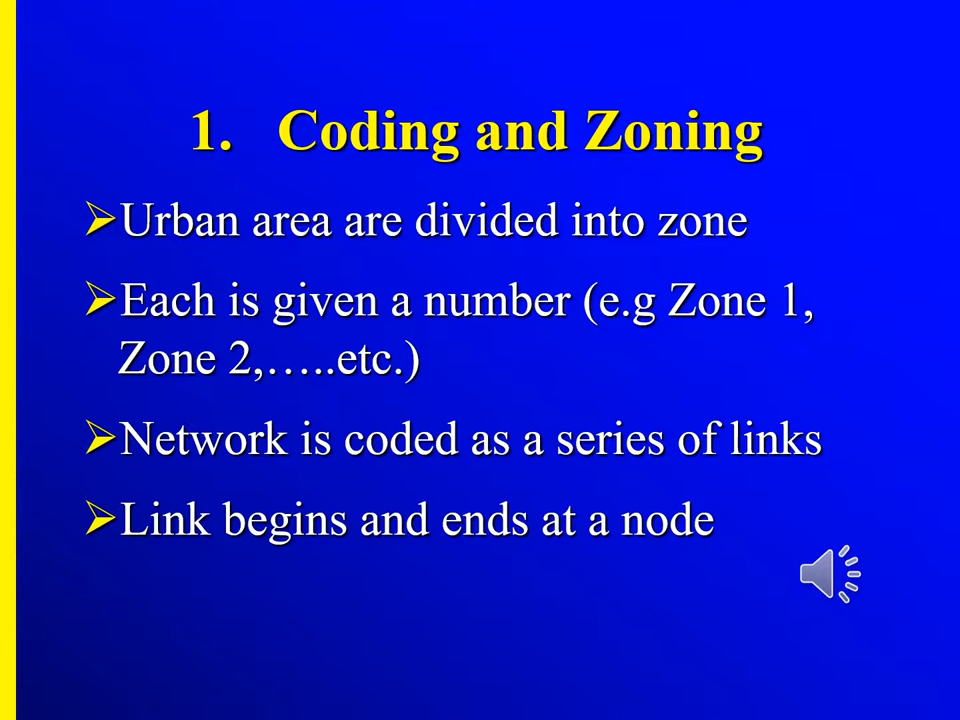 1. Coding and Zoning
➢Urban area are divided into zone
➢Each is given a number (e.g Zone 1,
Zone 2,…..etc.)
➢Network is coded as a series of links
➢Link begins and ends at a node